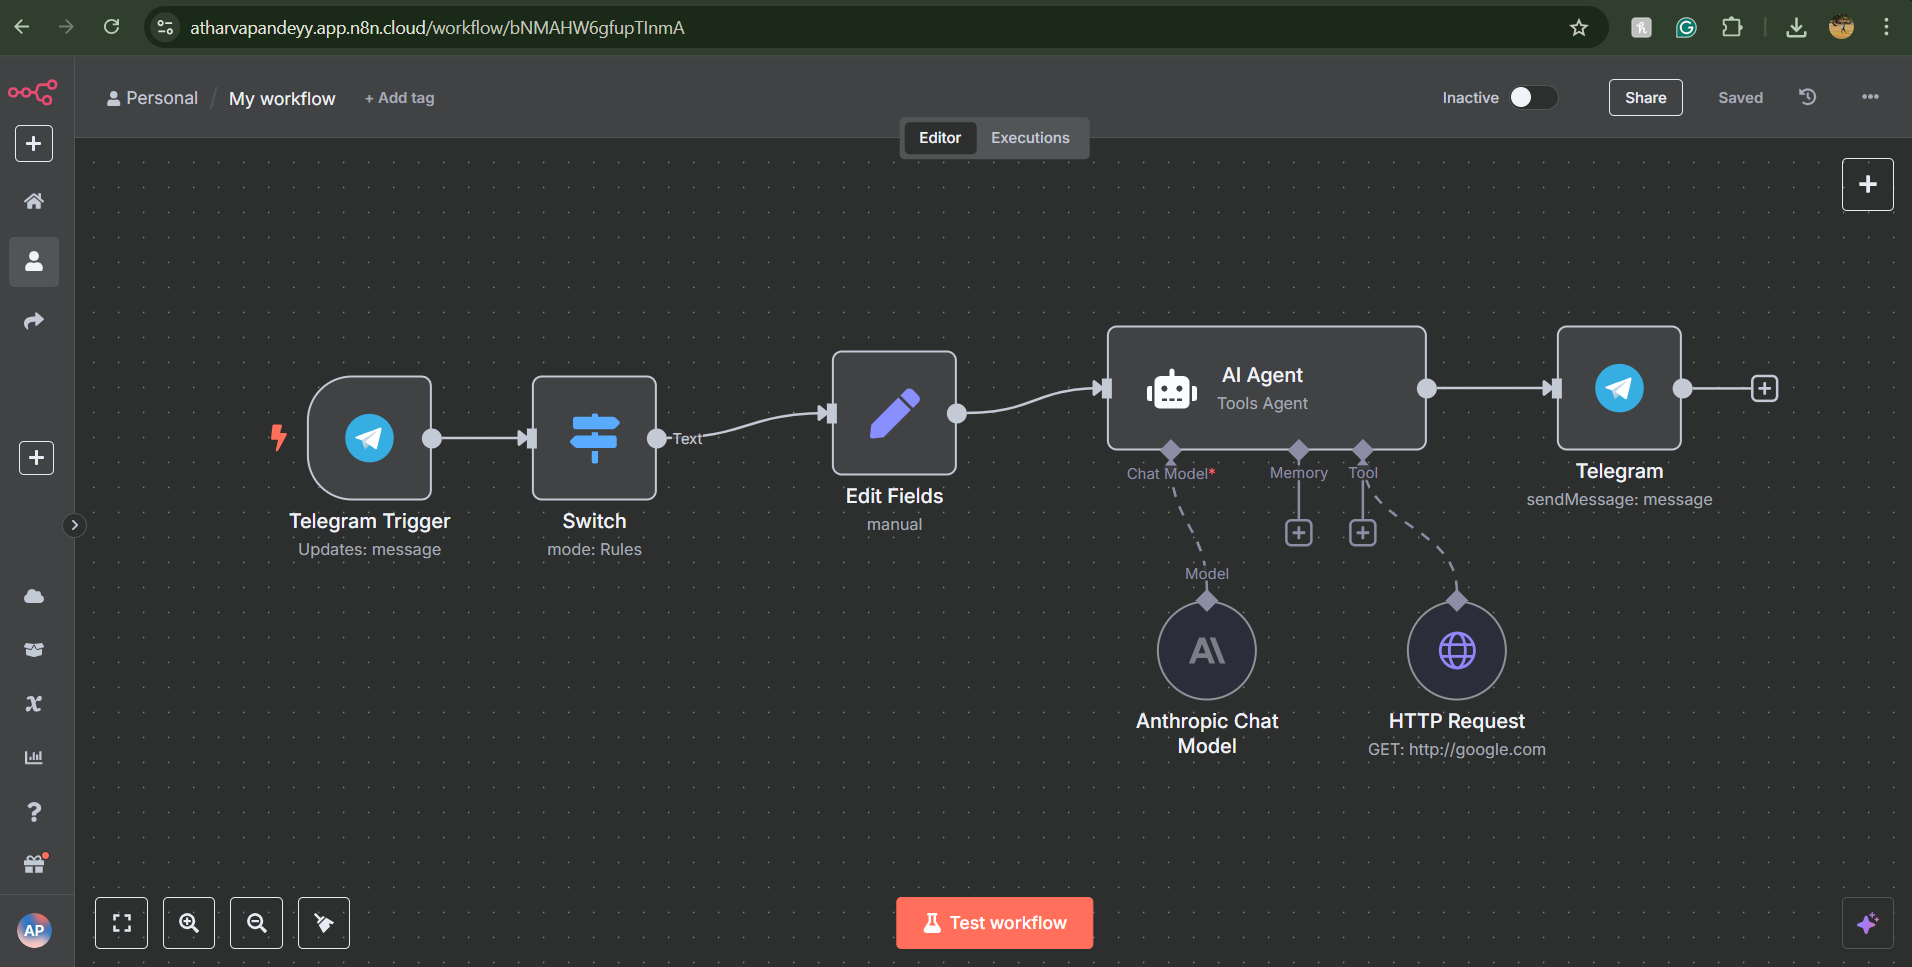 atharvapandeyy.app.n8n.cloud/workflow/bNMAHW6gfupTInmA
Personal / My workflow + Add tag
Inactive
Share
Saved
Editor Executions
Text
AI Agent
Tools Agent
Chat Model*
Memory
Tool
Telegram
sendMessage: message
Edit Fields
manual
Telegram Trigger
Updates: message
Switch
mode: Rules
Model
Anthropic Chat
Model
HTTP Request
GET: http://google.com
AP
Test workflow